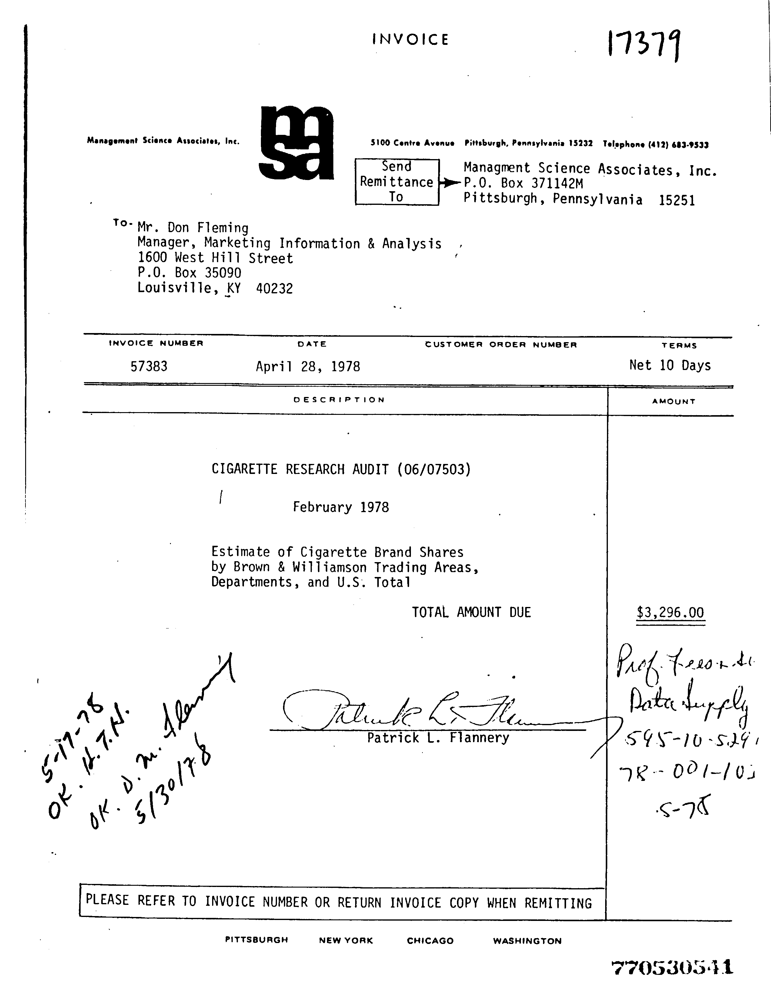 INVOICE
17379
Management Science Associates, Inc.
msa
5100 Centre Avenue Pittsburgh, Pennsylvania 15232 Telephone (412) 683-9533
Send Remittance To
Managment Science Associates, Inc.
P.O. Box 371142M
Pittsburgh, Pennsylvania 15251
To- Mr. Don Fleming
Manager, Marketing Information & Analysis
1600 West Hill Street
P.O. Box 35090
Louisville, KY 40232
INVOICE NUMBER DATE CUSTOMER ORDER NUMBER TERMS
57383 April 28, 1978 Net 10 Days
DESCRIPTION AMOUNT
CIGARETTE RESEARCH AUDIT (06/07503)
February 1978
Estimate of Cigarette Brand Shares
by Brown & Williamson Trading Areas,
Departments, and U.S. Total
TOTAL AMOUNT DUE $3,296.00
Prof. Fees
Data Supply
595-10-5291
78-001-10
5-78
Patrick L. Flannery
5-17-78
OK. H.T.H.
OK. D. M. Fleming
5/30/78
PLEASE REFER TO INVOICE NUMBER OR RETURN INVOICE COPY WHEN REMITTING
PITTSBURGH NEW YORK CHICAGO WASHINGTON
770530541